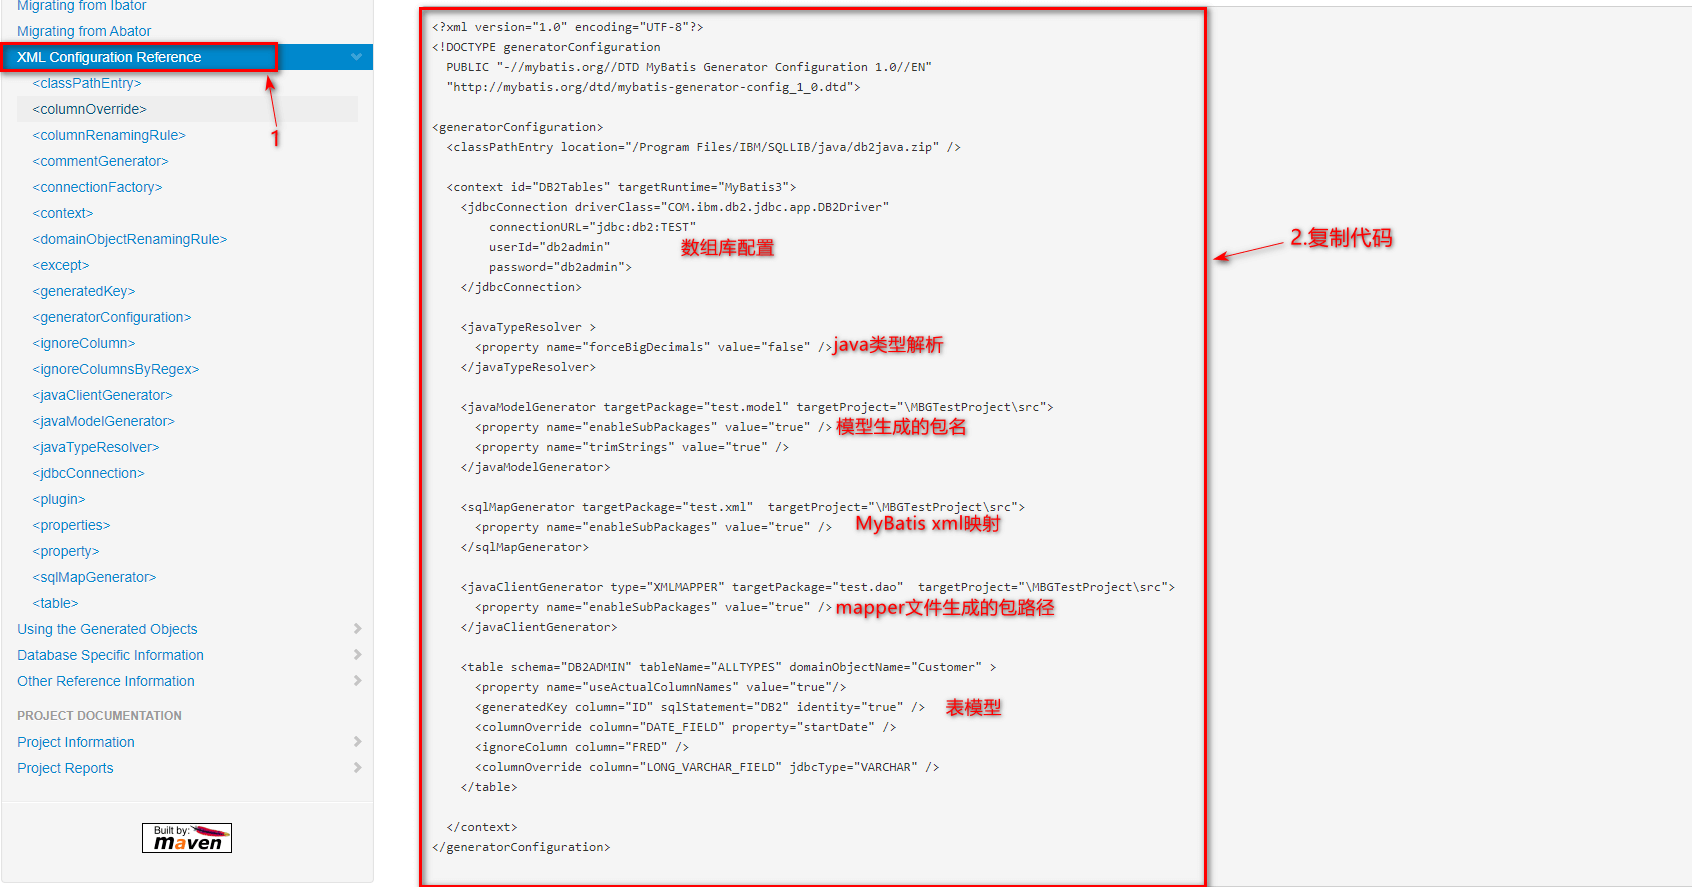 Migrating from Ibator
Migrating from Abator
XML Configuration Reference
<classPathEntry>
<columnOverride>
<columnRenamingRule>
<commentGenerator>
<connectionFactory>
<context>
<domainObjectRenamingRule>
<except>
<generatedKey>
<generatorConfiguration>
<ignoreColumn>
<ignoreColumnsByRegex>
<javaClientGenerator>
<javaModelGenerator>
<javaTypeResolver>
<jdbcConnection>
<plugin>
<properties>
<property>
<sqlMapGenerator>
<table>
Using the Generated Objects
Database Specific Information
Other Reference Information
PROJECT DOCUMENTATION
Project Information
Project Reports
Built by:
maven
1
<?xml version="1.0" encoding="UTF-8"?>
<!DOCTYPE generatorConfiguration
PUBLIC "-//mybatis.org//DTD MyBatis Generator Configuration 1.0//EN"
"http://mybatis.org/dtd/mybatis-generator-config_1_0.dtd">
<generatorConfiguration>
<classPathEntry location="/Program Files/IBM/SQLLIB/java/db2java.zip" />
<context id="DB2Tables" targetRuntime="MyBatis3">
<jdbcConnection driverClass="COM.ibm.db2.jdbc.app.DB2Driver"
connectionURL="jdbc:db2:TEST"
userId="db2admin"
数组库配置
password="db2admin">
</jdbcConnection>
<javaTypeResolver >
<property name="forceBigDecimals" value="false" />
java类型解析
</javaTypeResolver>
<javaModelGenerator targetPackage="test.model" targetProject="\MBGTestProject\src">
<property name="enableSubPackages" value="true" />
模型生成的包名
<property name="trimStrings" value="true" />
</javaModelGenerator>
<sqlMapGenerator targetPackage="test.xml"  targetProject="\MBGTestProject\src">
<property name="enableSubPackages" value="true" />
MyBatis xml映射
</sqlMapGenerator>
<javaClientGenerator type="XMLMAPPER" targetPackage="test.dao"  targetProject="\MBGTestProject\src">
<property name="enableSubPackages" value="true" />
mapper文件生成的包路径
</javaClientGenerator>
<table schema="DB2ADMIN" tableName="ALLTYPES" domainObjectName="Customer" >
<property name="useActualColumnNames" value="true"/>
<generatedKey column="ID" sqlStatement="DB2" identity="true" />
表模型
<columnOverride column="DATE_FIELD" property="startDate" />
<ignoreColumn column="FRED" />
<columnOverride column="LONG_VARCHAR_FIELD" jdbcType="VARCHAR" />
</table>
</context>
</generatorConfiguration>
2.复制代码